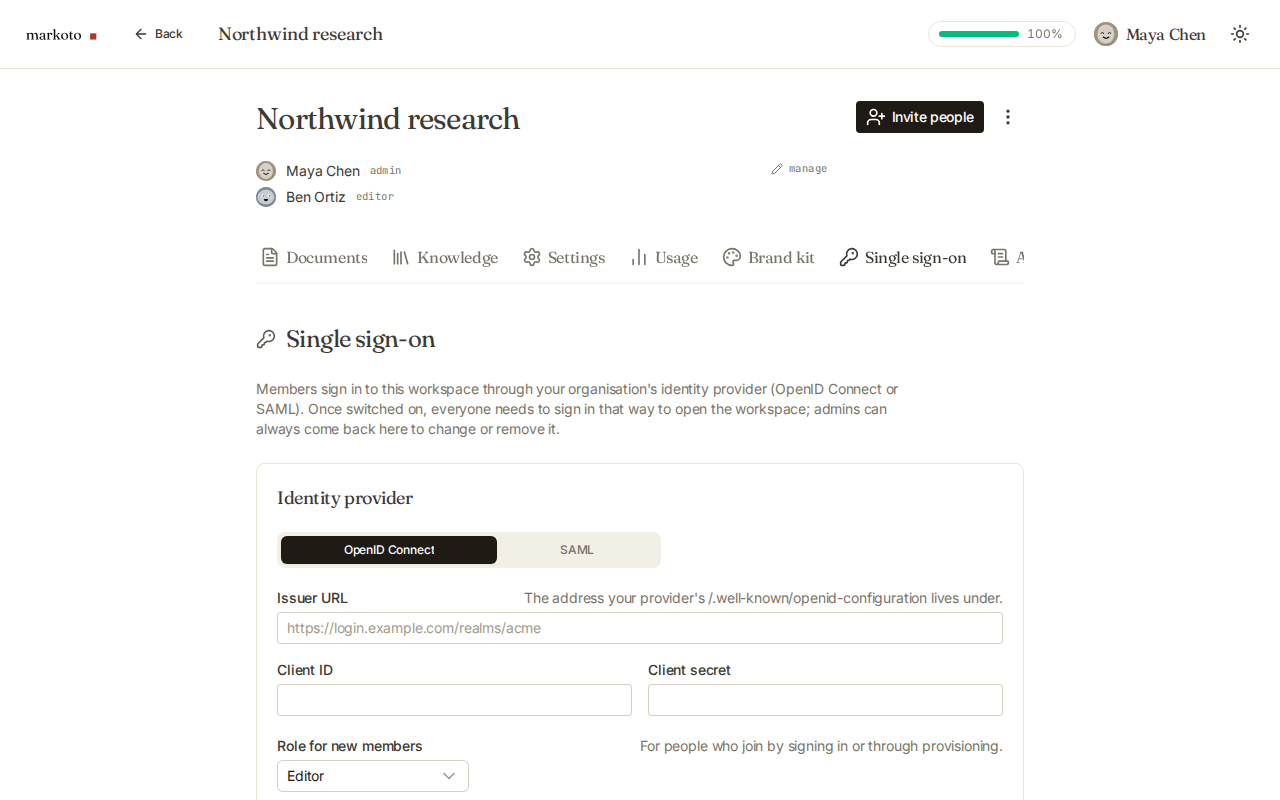 markoto
Back
Northwind research
100%
Maya Chen
Northwind research
Invite people
Maya Chen admin
manage
Ben Ortiz editor
Documents
Knowledge
Settings
Usage
Brand kit
Single sign-on
Single sign-on
Members sign in to this workspace through your organisation's identity provider (OpenID Connect or
SAML). Once switched on, everyone needs to sign in that way to open the workspace; admins can
always come back here to change or remove it.
Identity provider
OpenID Connect
SAML
Issuer URL
The address your provider's /.well-known/openid-configuration lives under.
https://login.example.com/realms/acme
Client ID
Client secret
Role for new members
For people who join by signing in or through provisioning.
Editor